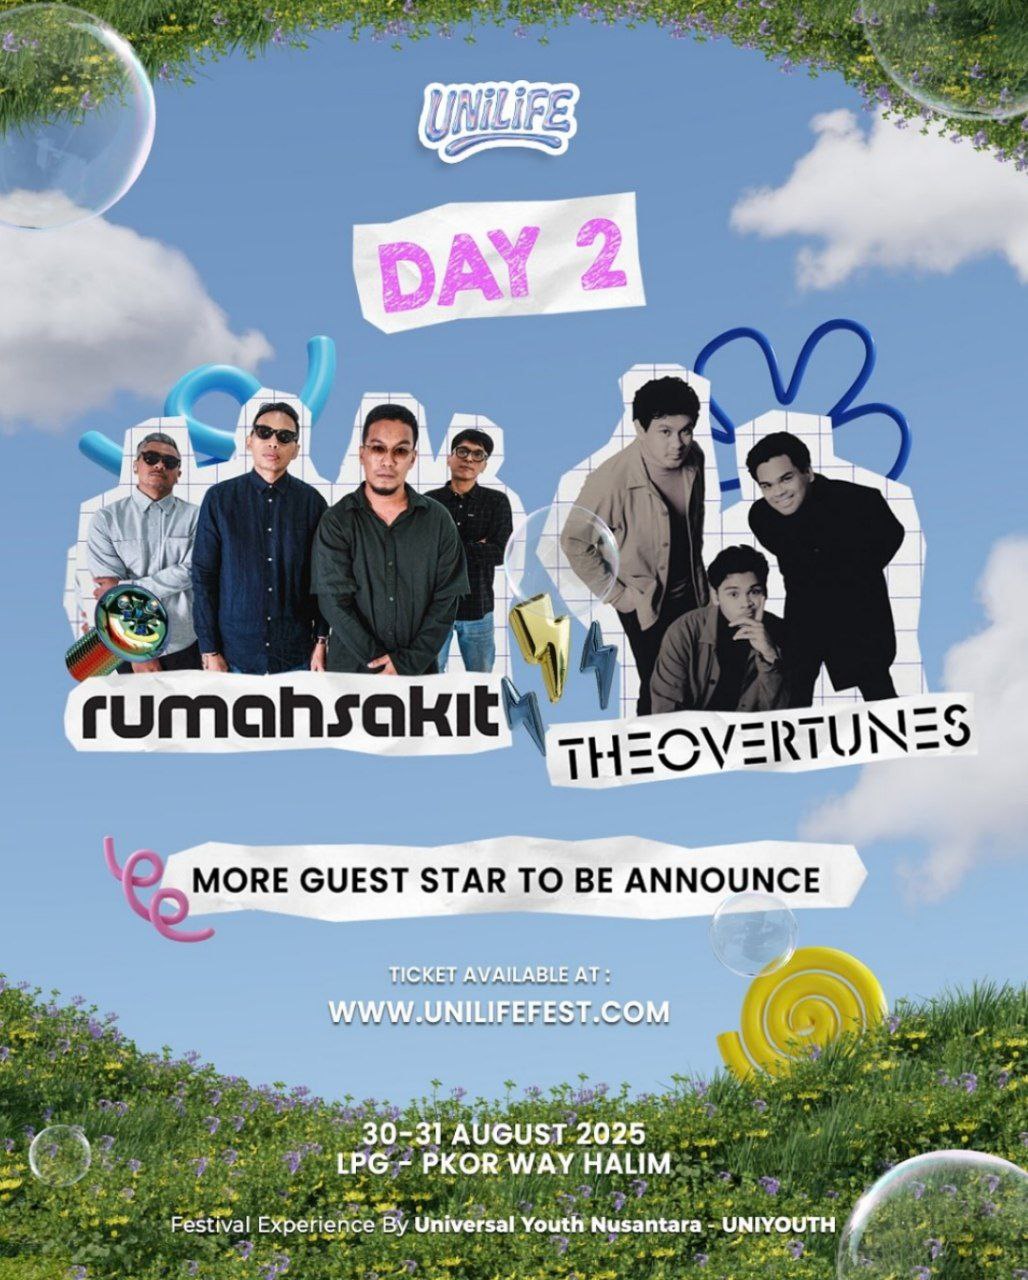 UNiLiFE
DAY 2
rumahsakit
THEOVERTUNES
MORE GUEST STAR TO BE ANNOUNCE
TICKET AVAILABLE AT :
WWW.UNILIFEFEST.COM
30-31 AUGUST 2025
LPG - PKOR WAY HALIM
Festival Experience By Universal Youth Nusantara - UNIYOUTH